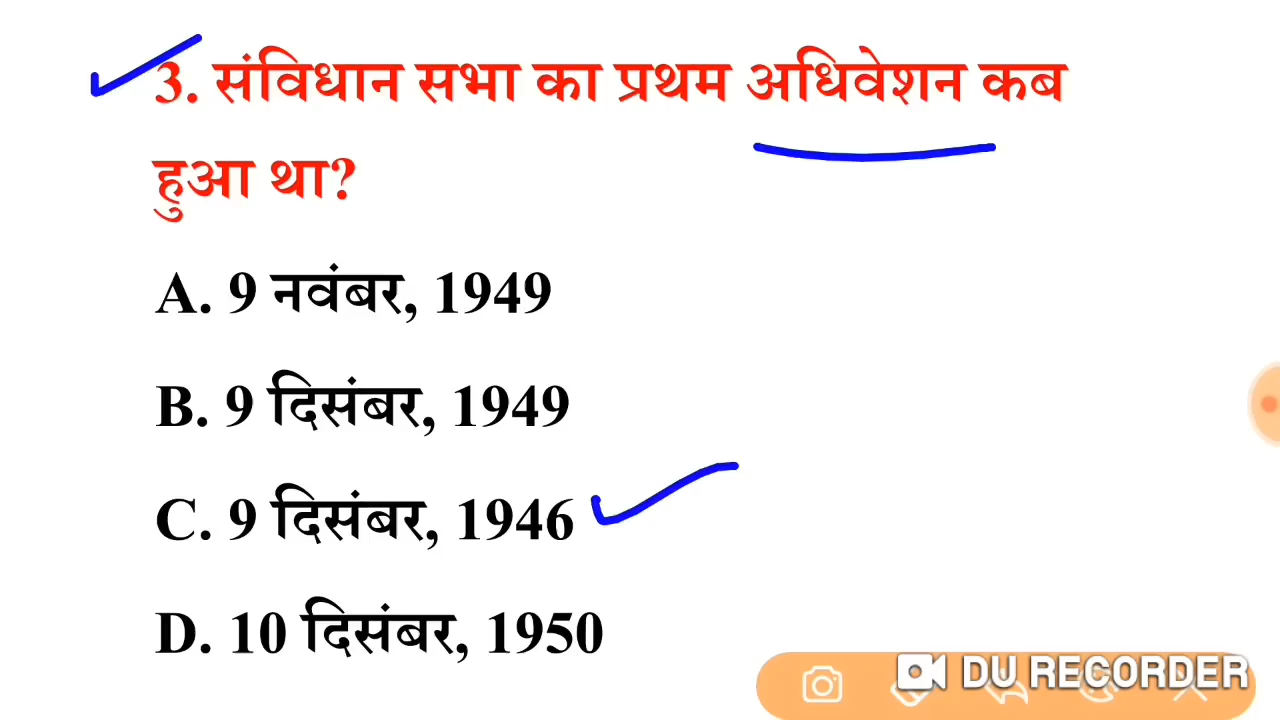 3. संविधान सभा का प्रथम अधिवेशन कब
हुआ था?
A. 9 नवंबर, 1949
B. 9 दिसंबर, 1949
C. 9 दिसंबर, 1946
D. 10 दिसंबर, 1950
DU RECORDER